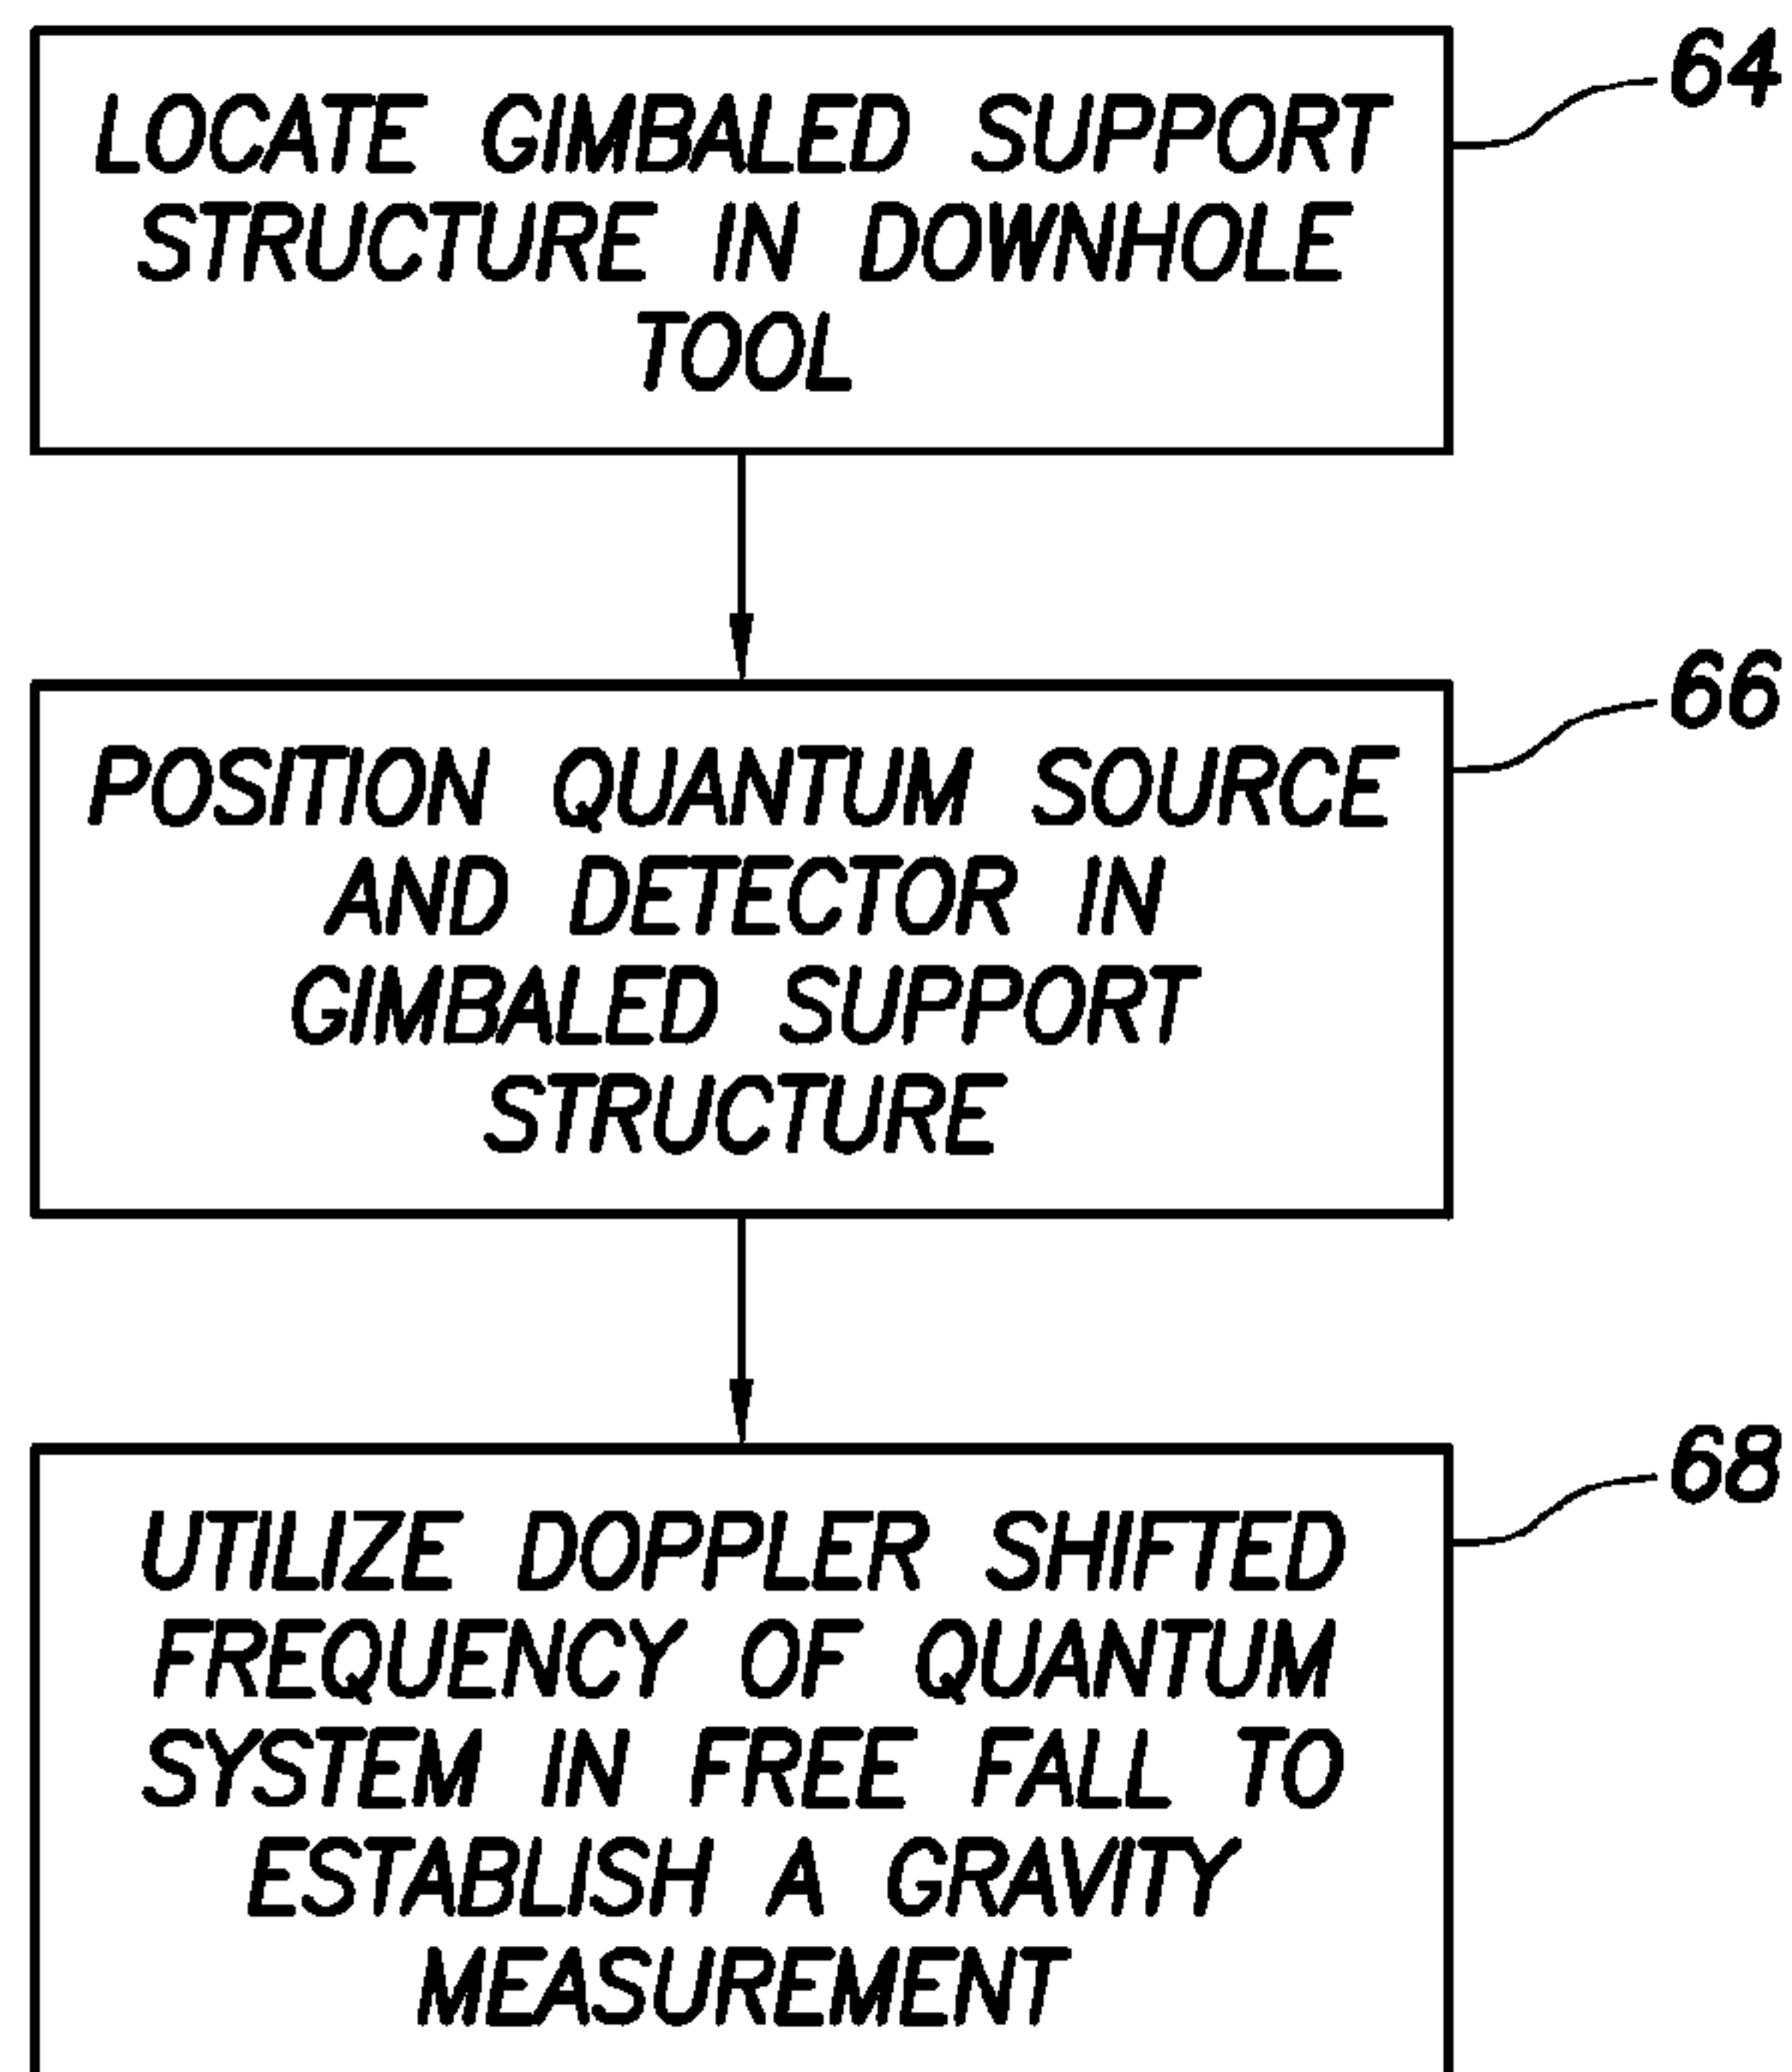 LOCATE GIMBALED SUPPORT
STRUCTURE IN DOWNHOLE
TOOL
64
POSITION QUANTUM SOURCE
AND DETECTOR IN
GIMBALED SUPPORT
STRUCTURE
66
UTILIZE DOPPLER SHIFTED
FREQUENCY OF QUANTUM
SYSTEM IN FREE FALL TO
ESTABLISH A GRAVITY
MEASUREMENT
68